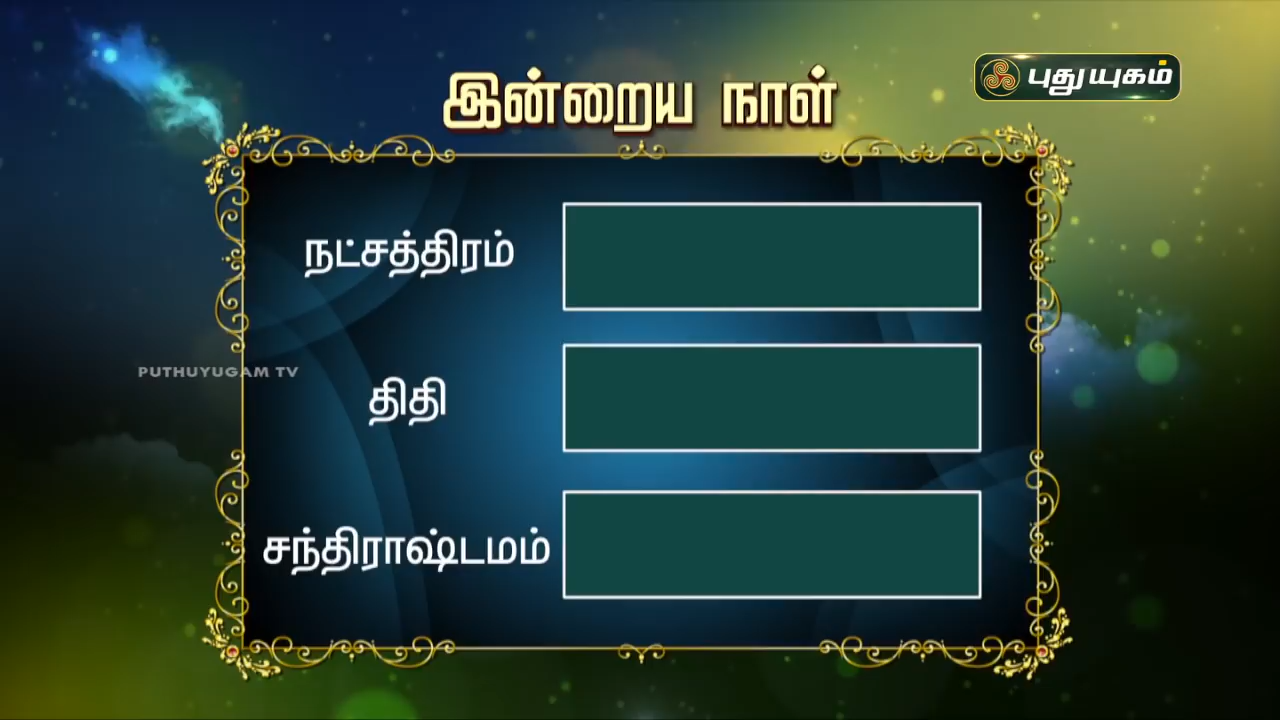 இன்றைய நாள்
புதுயுகம்
நட்சத்திரம்
PUTHUYUGAM TV
திதி
சந்திராஷ்டமம்